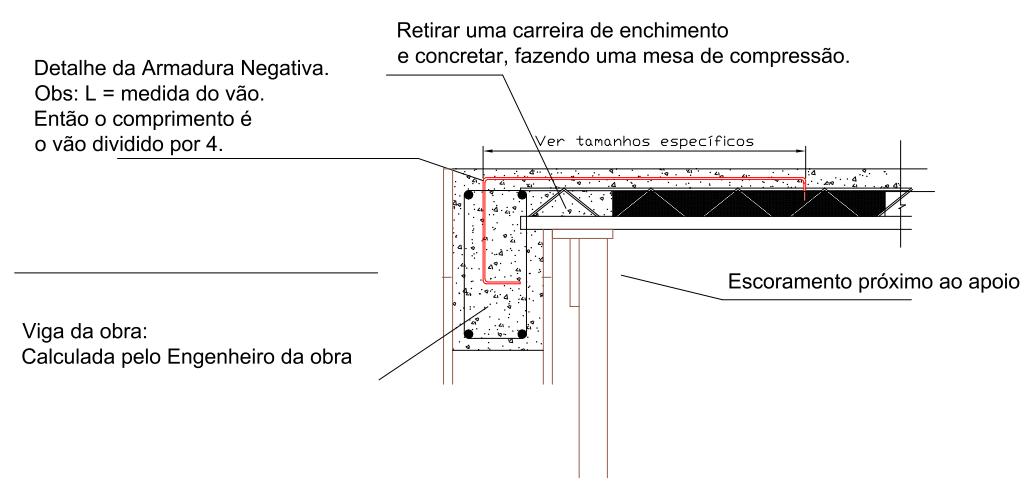 Retirar uma carreira de enchimento
e concretar, fazendo uma mesa de compressão.
Detalhe da Armadura Negativa.
Obs: L = medida do vão.
Então o comprimento é
o vão dividido por 4.
Ver tamanhos específicos
Escoramento próximo ao apoio
Viga da obra:
Calculada pelo Engenheiro da obra